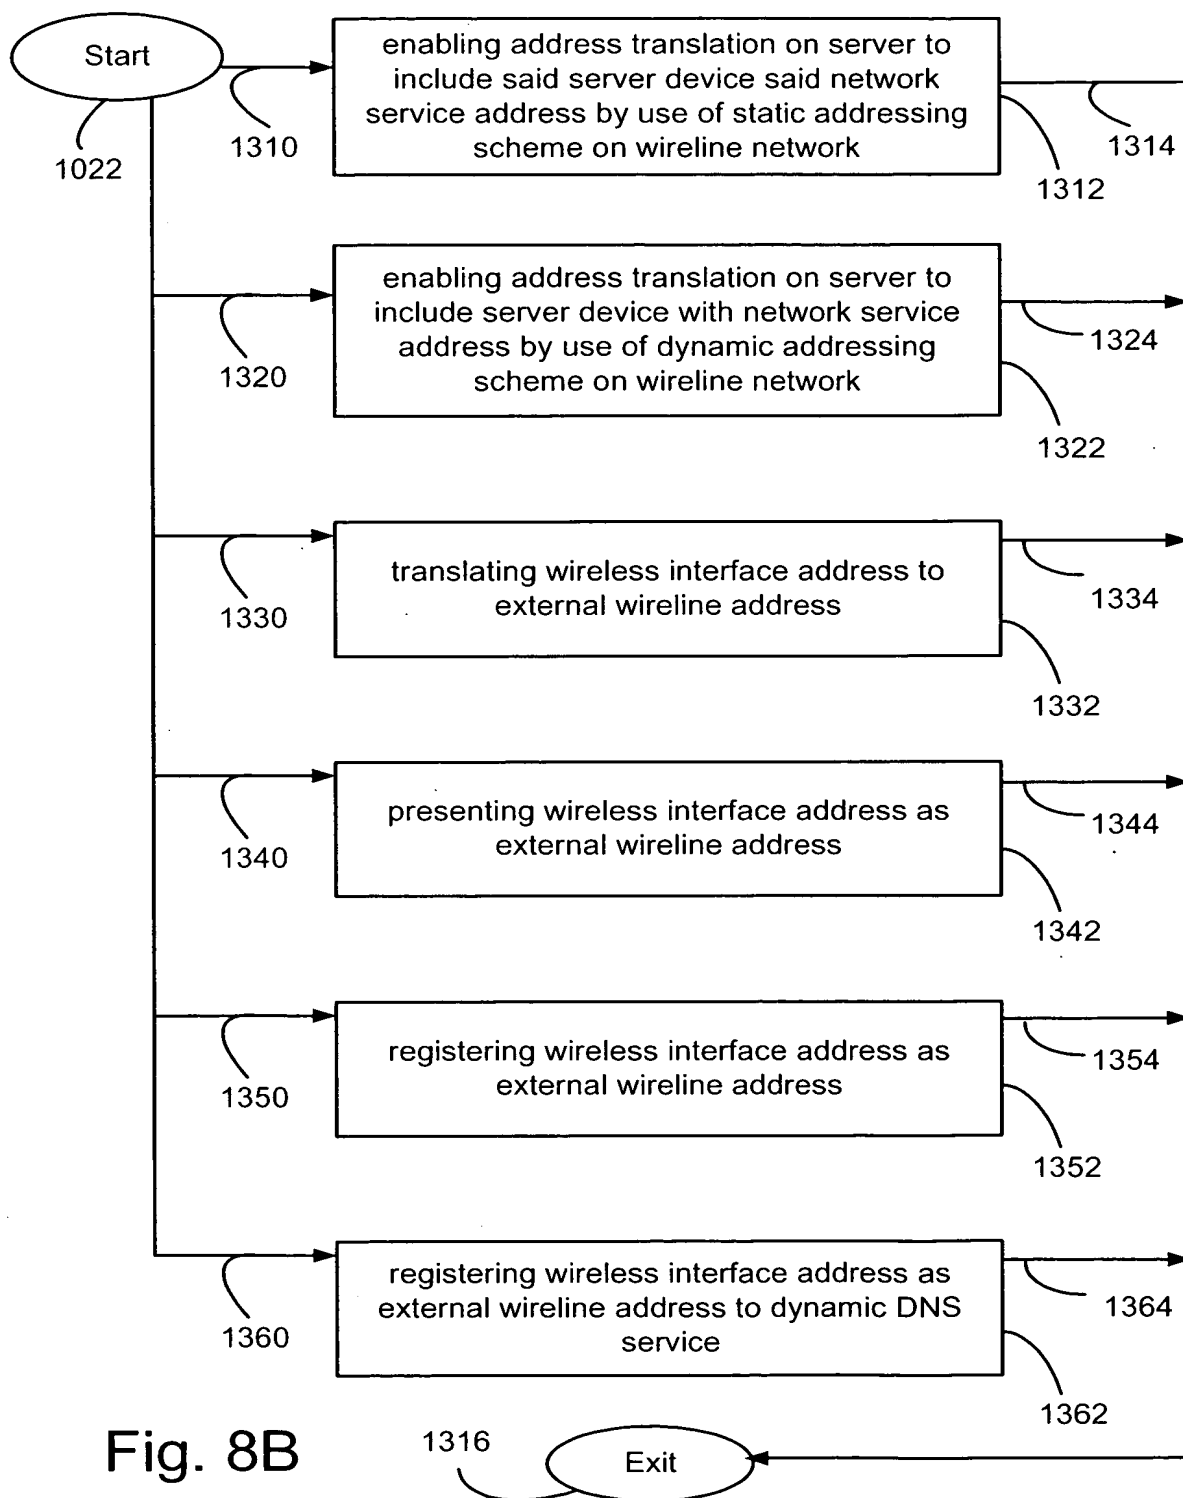 Start
enabling address translation on server to
include said server device said network
service address by use of static addressing
scheme on wireline network
1310
1314
1022
1312
enabling address translation on server to
include server device with network service
address by use of dynamic addressing
scheme on wireline network
1324
1320
1322
translating wireless interface address to
external wireline address
1334
1330
1332
presenting wireless interface address as
external wireline address
1344
1340
1342
registering wireless interface address as
external wireline address
1354
1350
1352
registering wireless interface address as
external wireline address to dynamic DNS
service
1364
1360
1362
Fig. 8B
1316
Exit